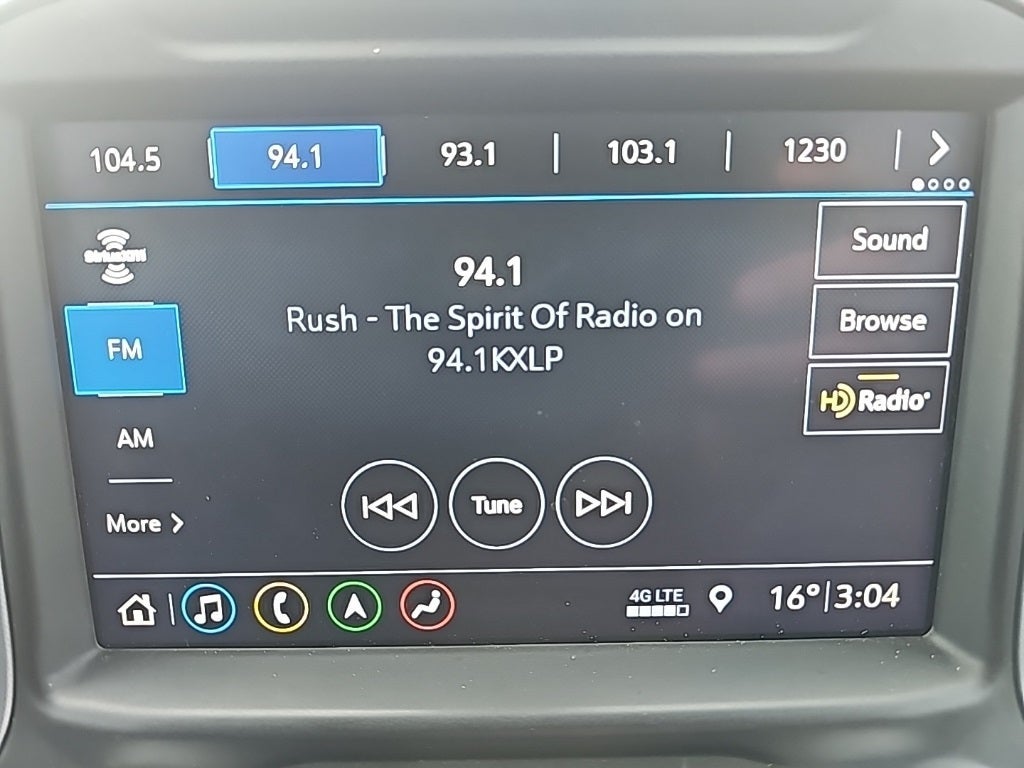 104.5 94.1 93.1 103.1 1230
SiriusXM
94.1
Rush - The Spirit Of Radio on
94.1KXLP
Sound
Browse
HD Radio
FM
AM
More
Tune
4G LTE
16° 3:04